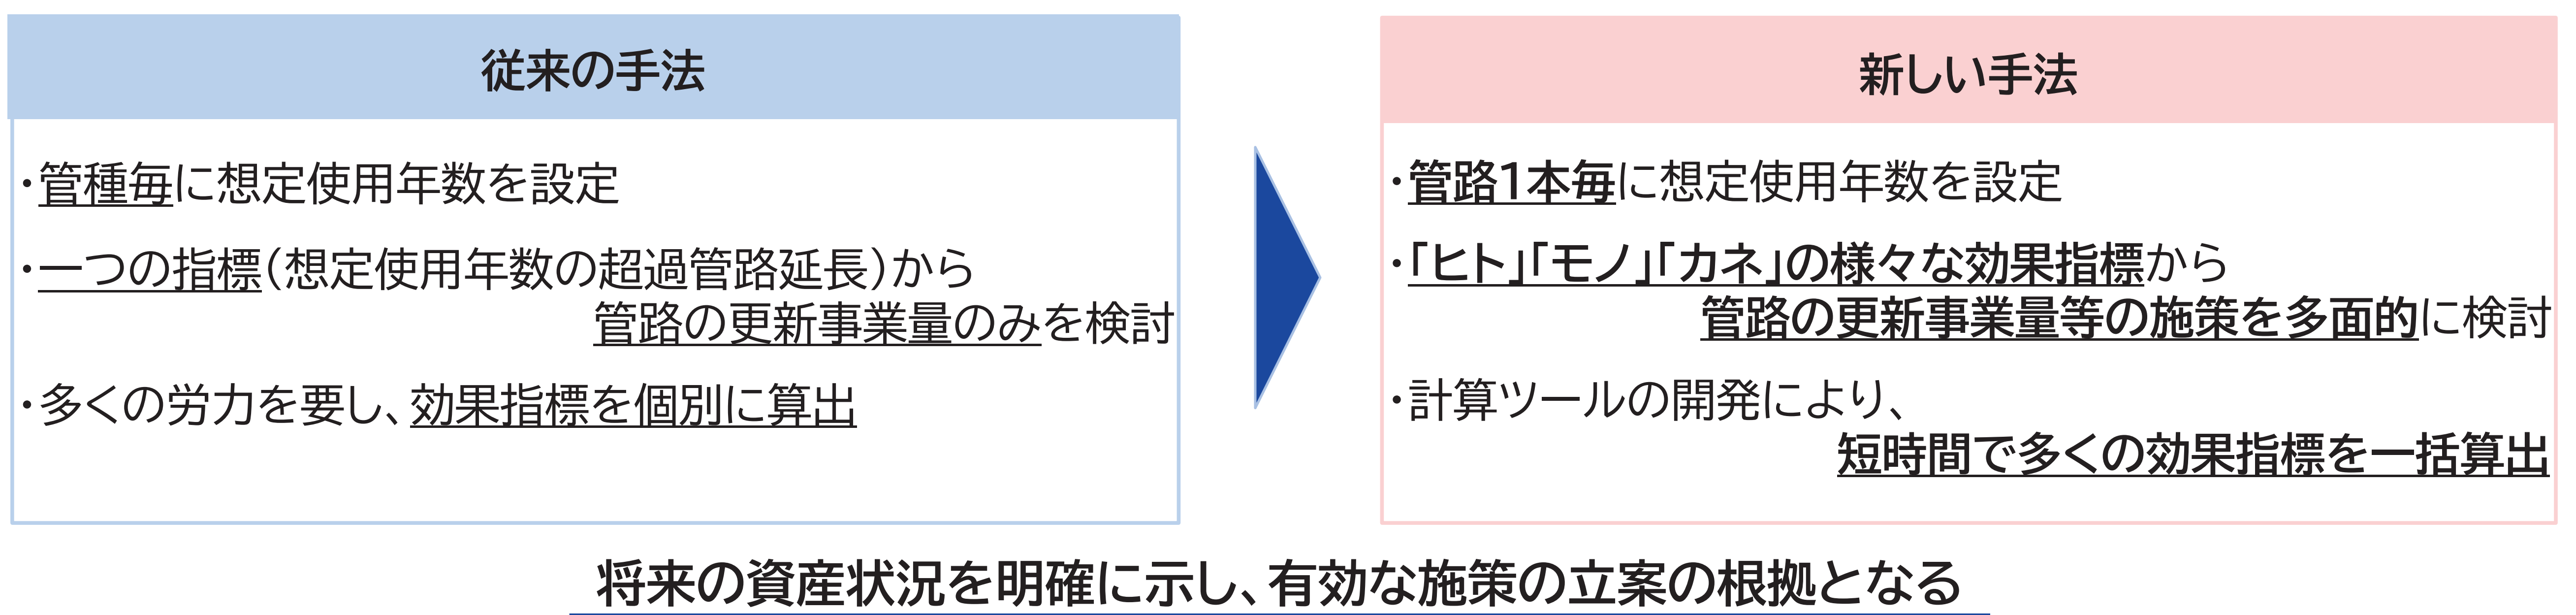 従来の手法
・管種毎に想定使用年数を設定
・一つの指標(想定使用年数の超過管路延長)から
管路の更新事業量のみを検討
・多くの労力を要し、効果指標を個別に算出
新しい手法
・管路1本毎に想定使用年数を設定
・「ヒト」「モノ」「カネ」の様々な効果指標から
管路の更新事業量等の施策を多面的に検討
・計算ツールの開発により、
短時間で多くの効果指標を一括算出
将来の資産状況を明確に示し、有効な施策の立案の根拠となる